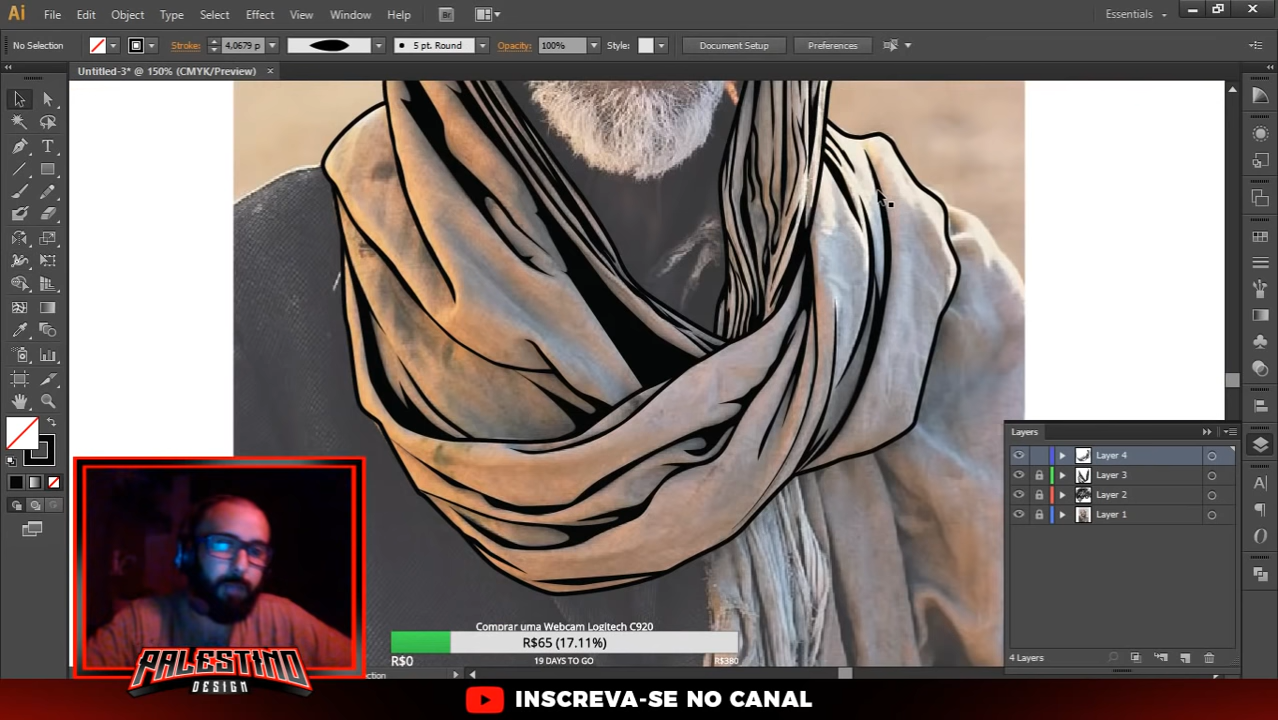 Ai File Edit Object Type Select Effect View Window Help Br Essentials
No Selection Stroke: 4,0679 p 5 pt. Round Opacity: 100% Style: Document Setup Preferences
Untitled-3* @ 150% (CMYK/Preview)
Layers
Layer 4
Layer 3
Layer 2
Layer 1
4 Layers
Comprar uma Webcam Logitech C920
R$65 (17.11%)
R$0 19 DAYS TO GO R$380
PALESTINO
DESIGN
INSCREVA-SE NO CANAL